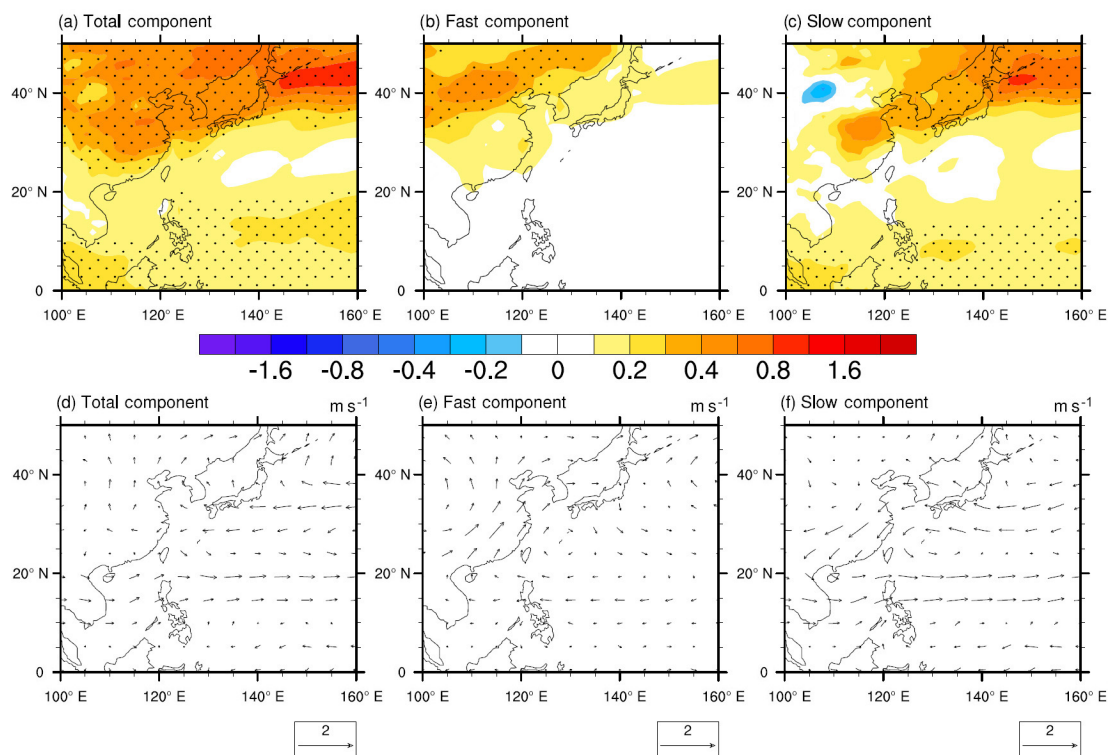 (a) Total component (b) Fast component (c) Slow component
40° N 40° N 40° N
20° N 20° N 20° N
0 0 0
100° E 120° E 140° E 160° E 100° E 120° E 140° E 160° E 100° E 120° E 140° E 160° E
-1.6 -0.8 -0.4 -0.2 0 0.2 0.4 0.8 1.6
(d) Total component m s⁻¹ (e) Fast component m s⁻¹ (f) Slow component m s⁻¹
40° N 40° N 40° N
20° N 20° N 20° N
0 0 0
100° E 120° E 140° E 160° E 100° E 120° E 140° E 160° E 100° E 120° E 140° E 160° E
2 2 2